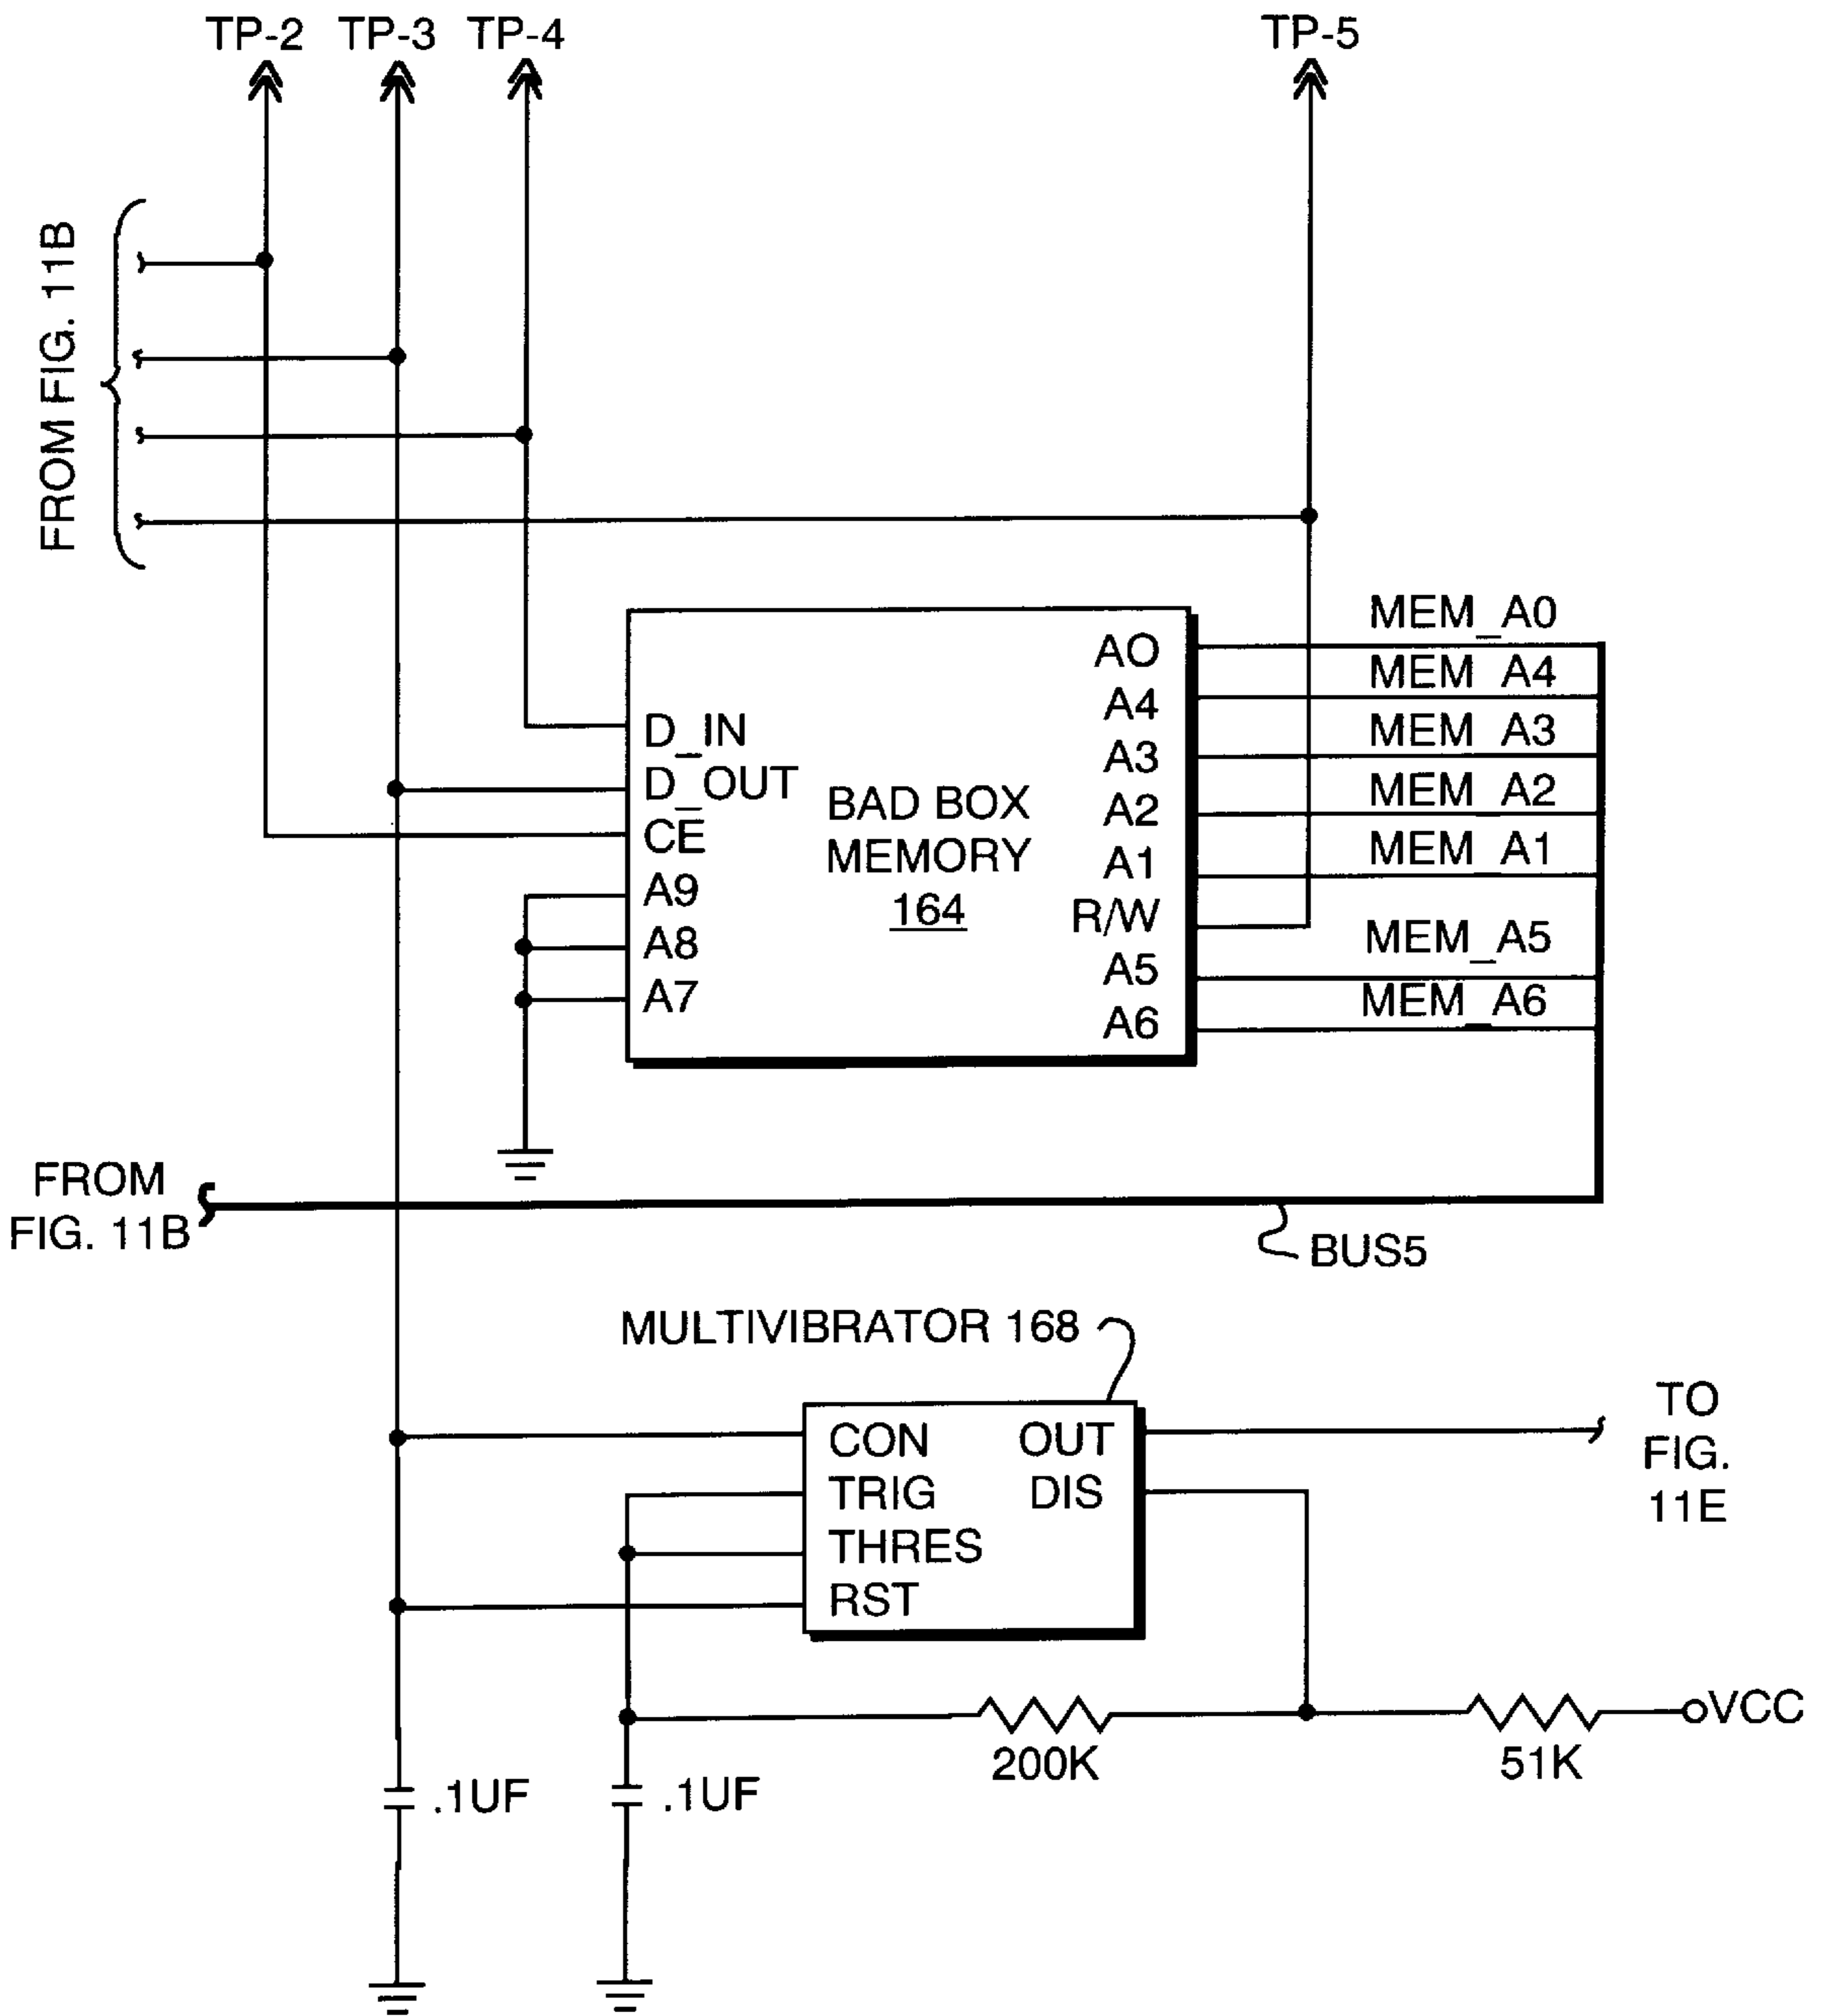 TP-2 TP-3 TP-4 TP-5
FROM FIG. 11B
MEM_A0
MEM_A4
MEM_A3
MEM_A2
MEM_A1
MEM_A5
MEM_A6
D_IN
D_OUT
CE
A9
A8
A7
BAD BOX
MEMORY
164
A0
A4
A3
A2
A1
R/W
A5
A6
FROM
FIG. 11B
BUS5
MULTIVIBRATOR 168
CON OUT
TRIG DIS
THRES
RST
TO
FIG.
11E
200K
51K
VCC
.1UF
.1UF